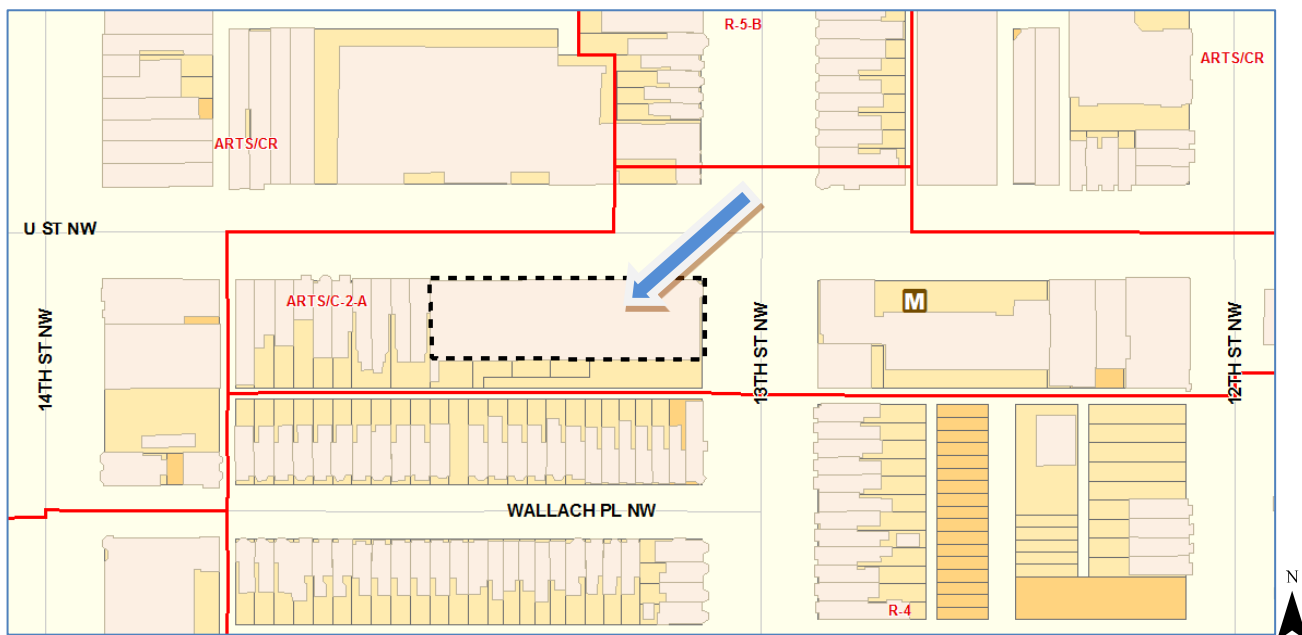 R-5-B
ARTS/CR
ARTS/CR
U ST NW
ARTS/C-2-A
M
14TH ST NW
13TH ST NW
12TH ST NW
WALLACH PL NW
N
R-4